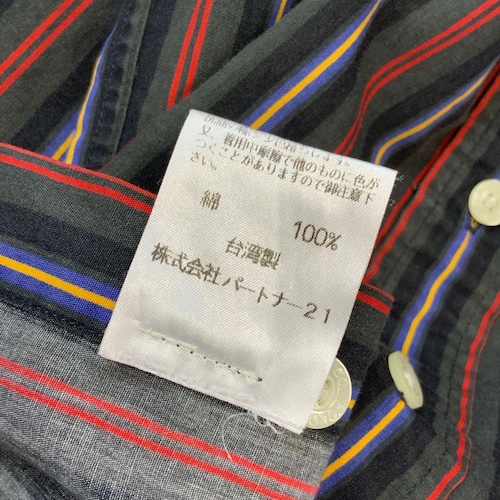 又、着用中摩擦で他のものに色が
つくことがありますので御注意下
さい。
綿 100%
台湾製
株式会社パートナー21